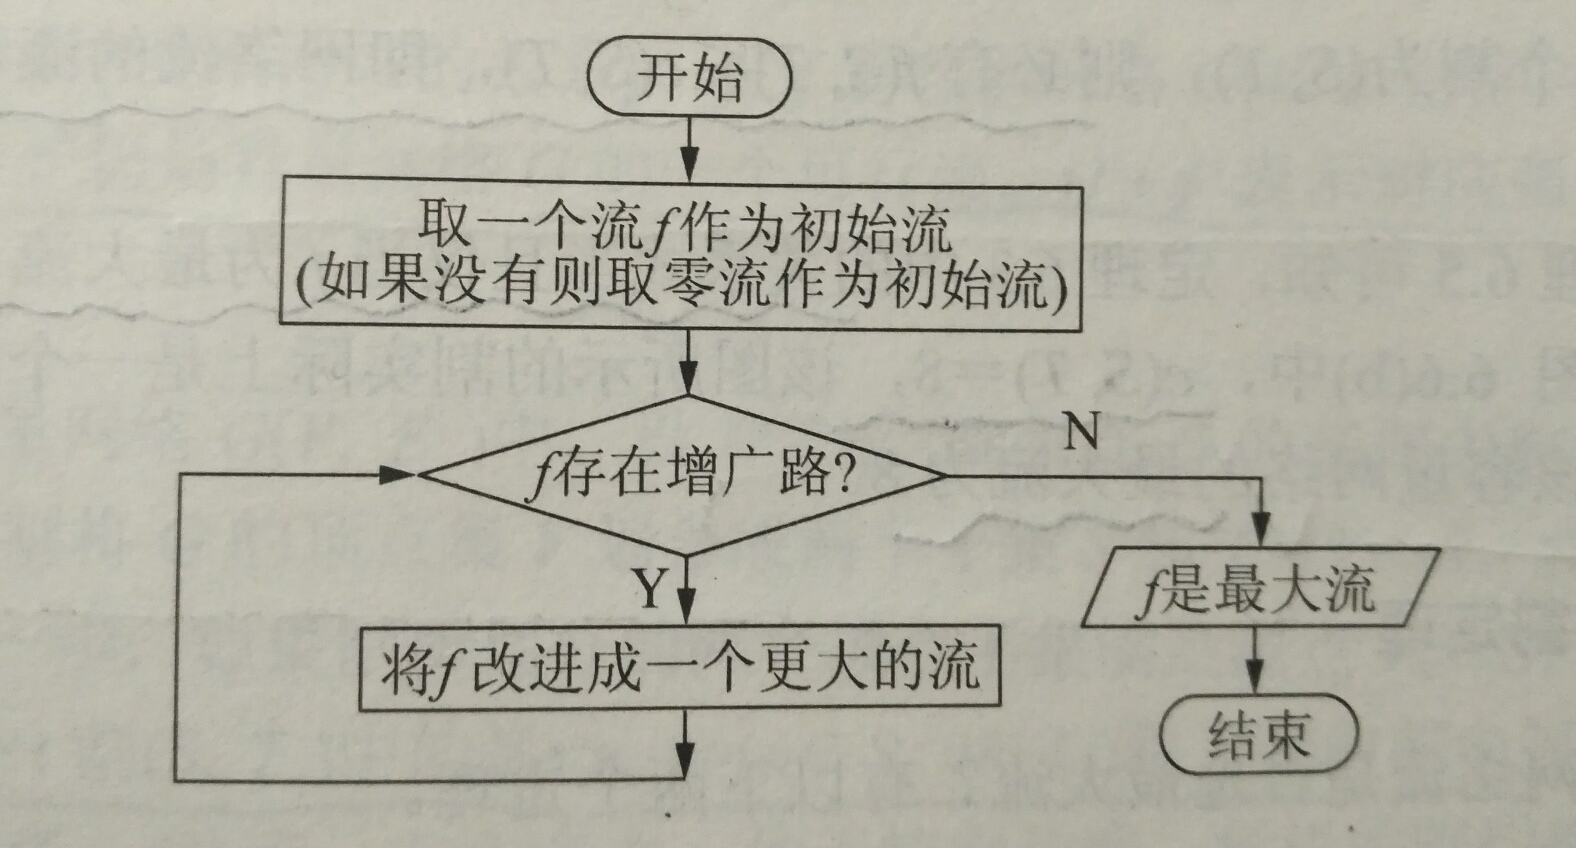 开始
取一个流f作为初始流
(如果没有则取零流作为初始流)
f存在增广路?
N
Y
f是最大流
将f改进成一个更大的流
结束